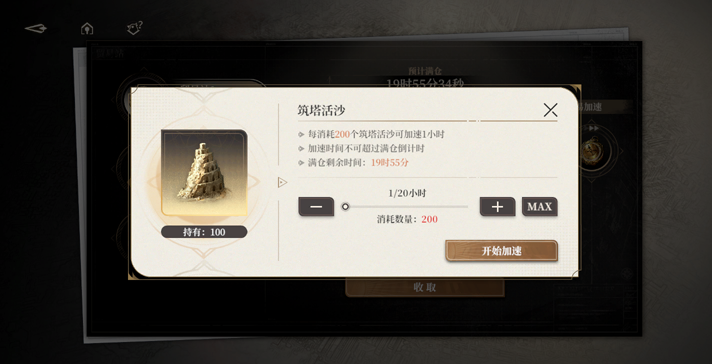 预计满仓
19时55分34秒
筑塔活沙
每消耗200个筑塔活沙可加速1小时
加速时间不可超过满仓倒计时
满仓剩余时间：19时55分
1/20小时
MAX
消耗数量：200
持有：100
开始加速
加速
收取